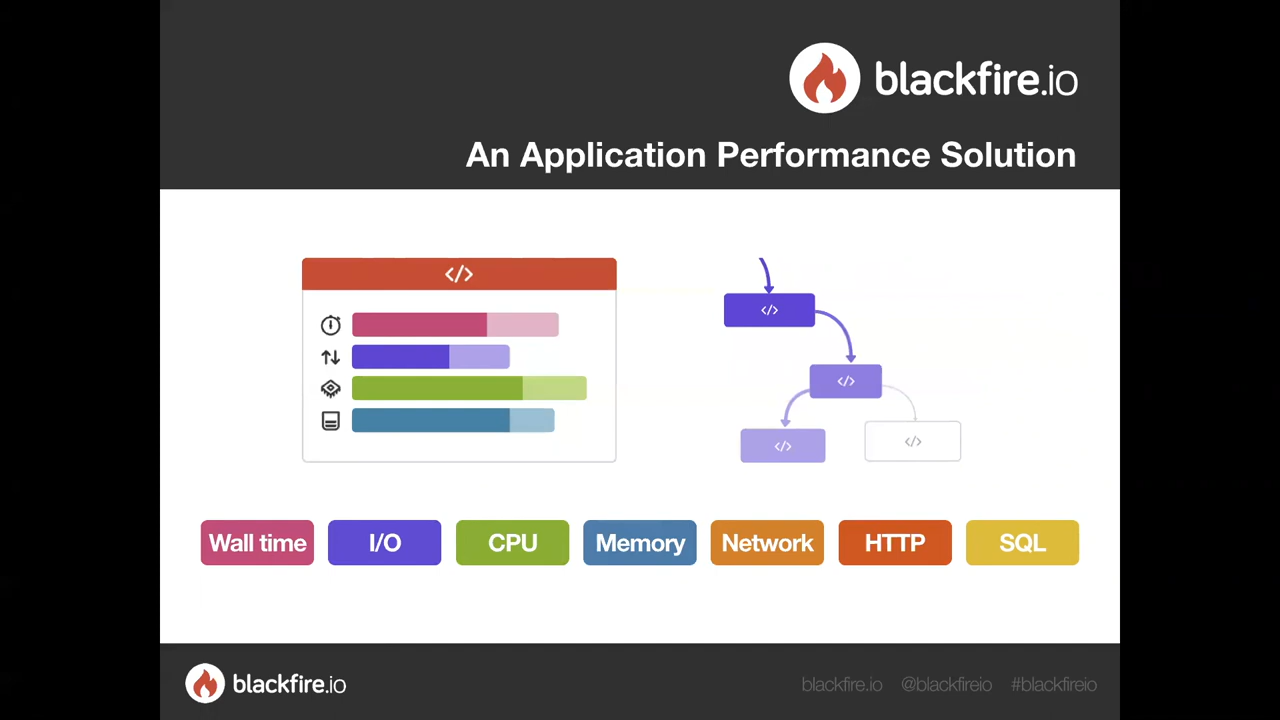 blackfire.io
An Application Performance Solution
</>
</>
</>
</>
</>
Wall time I/O CPU Memory Network HTTP SQL
blackfire.io
blackfire.io @blackfireio #blackfireio